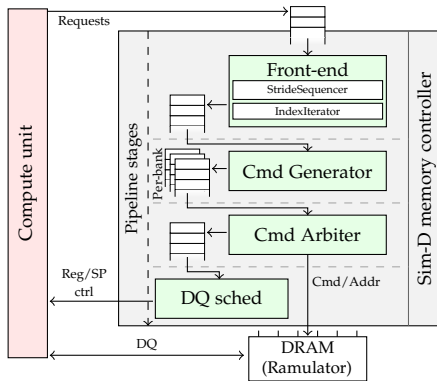 Requests
Front-end
StrideSequencer
IndexIterator
Cmd Generator
Per-bank
Cmd Arbiter
DQ sched
Cmd/Addr
Pipeline stages
Sim-D memory controller
Compute unit
Reg/SP
ctrl
DQ
DRAM
(Ramulator)